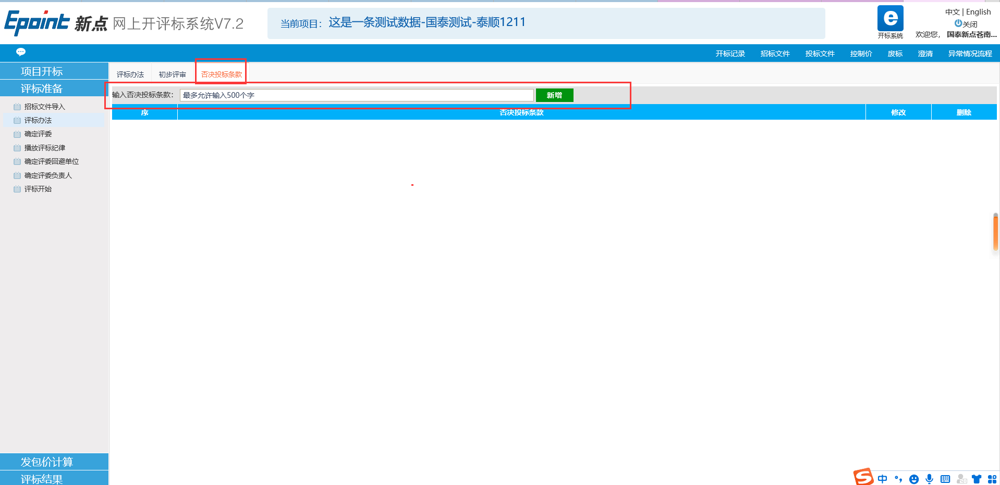 Epoint 新点 网上开评标系统V7.2
当前项目： 这是一条测试数据-国泰测试-泰顺1211
e
开标系统
中文 | English
关闭
欢迎您， 国泰新点苍南...
开标记录 招标文件 投标文件 控制价 废标 澄清 异常情况流程
项目开标
评标准备
招标文件导入
评标办法
确定评委
播放评标纪律
确定评委回避单位
确定评委负责人
评标开始
发包价计算
评标结果
评标办法 初步评审 否决投标条款
输入否决投标条款： 最多允许输入500个字 新增
序 否决投标条款 修改 删除
S 中